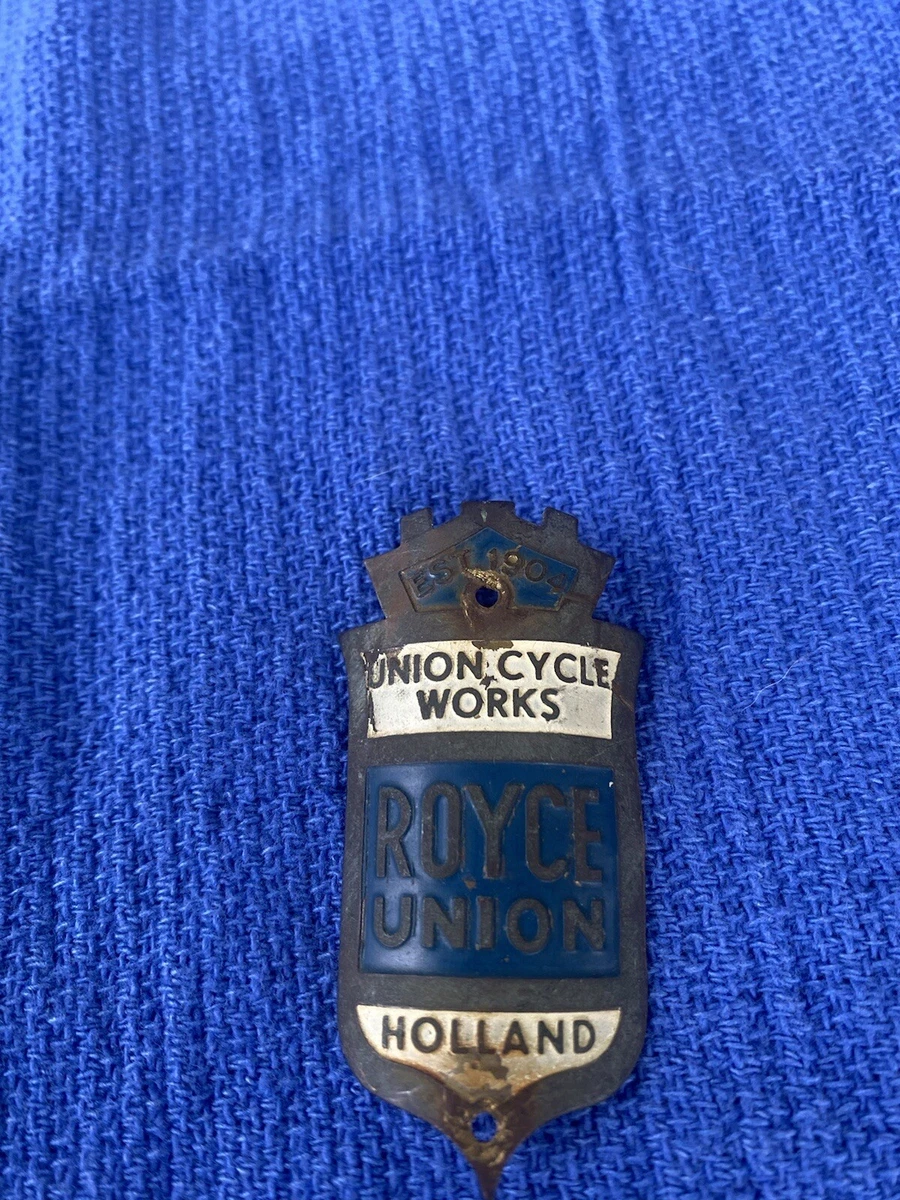 EST. 1904
UNION CYCLE
WORKS
ROYCE
UNION
HOLLAND